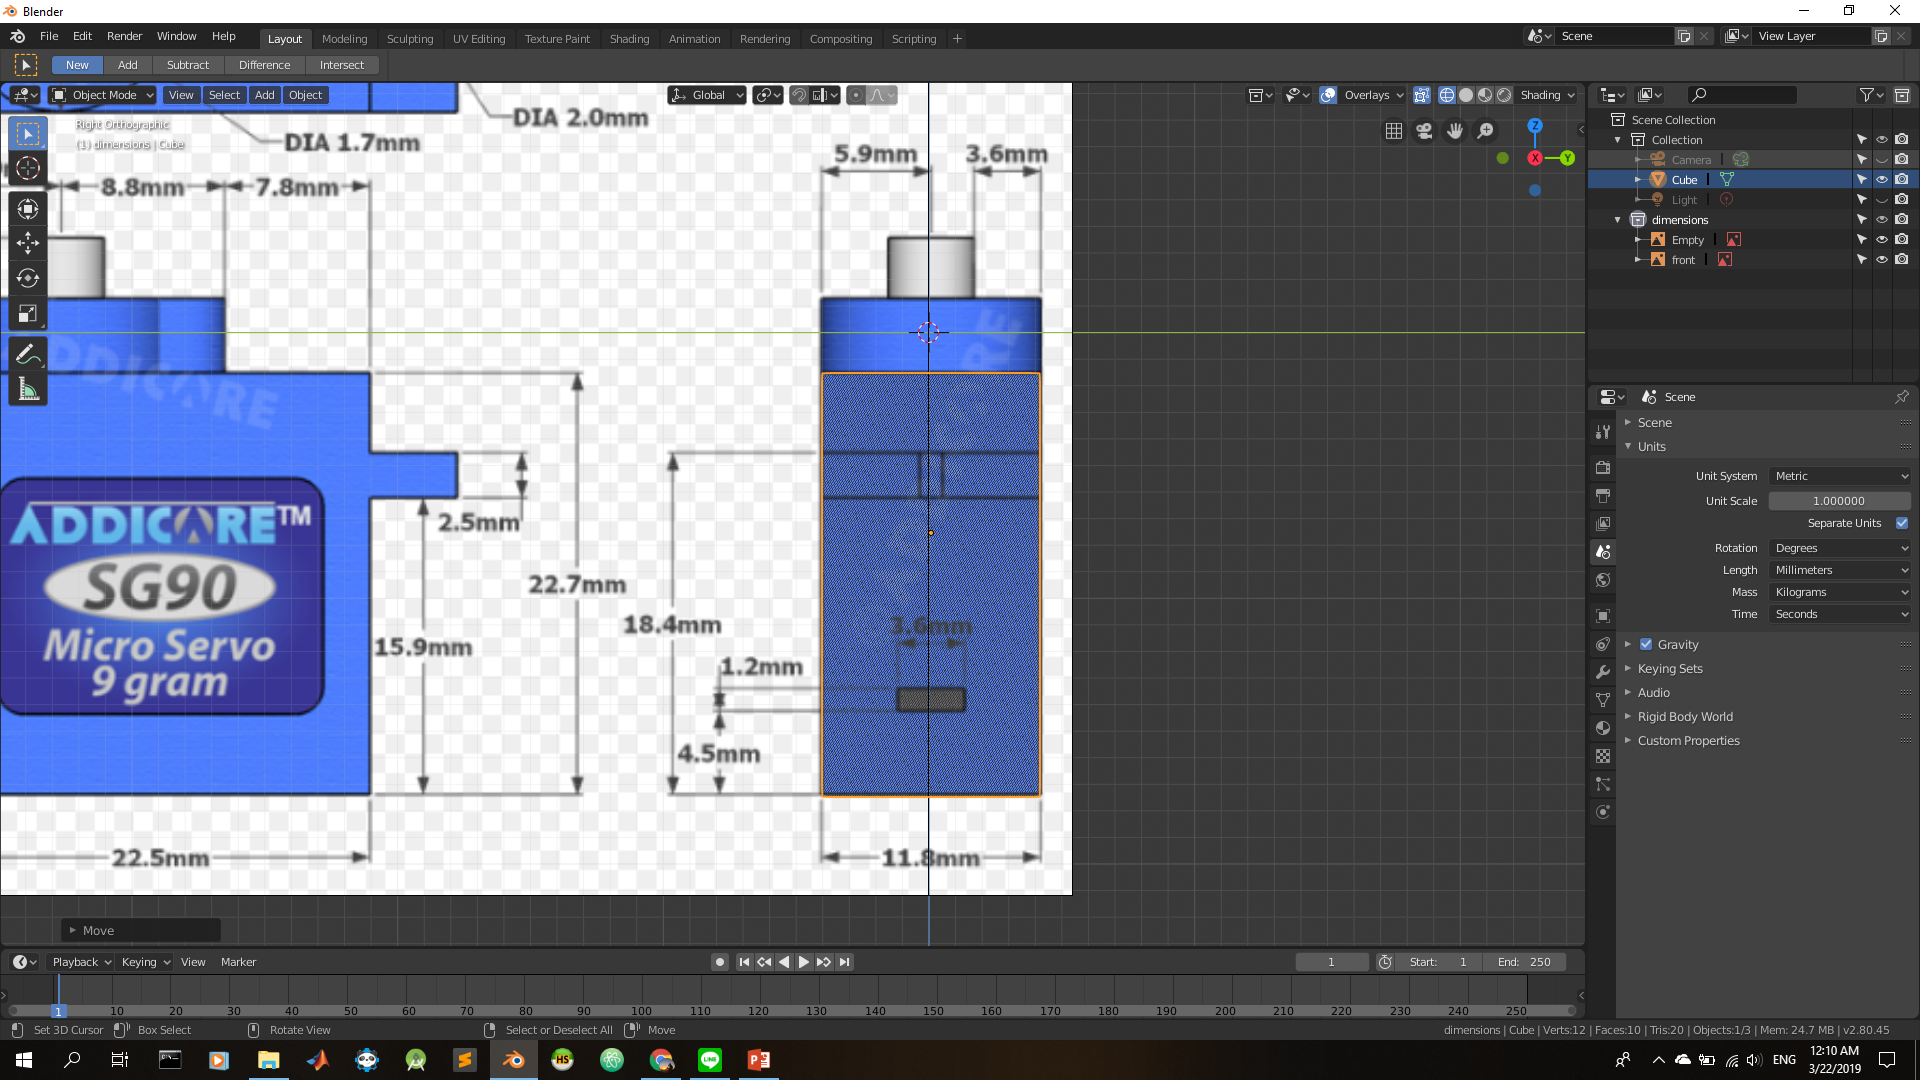 Blender
File Edit Render Window Help
Layout Modeling Sculpting UV Editing Texture Paint Shading Animation Rendering Compositing Scripting +
Scene
View Layer
New Add Subtract Difference Intersect
Object Mode View Select Add Object
Global
Overlays
Shading
Right Orthographic
(1) dimensions | Cube
DIA 2.0mm
DIA 1.7mm
5.9mm 3.6mm
8.8mm 7.8mm
ADDICORE
RE
2.5mm
ADDICORE™
SG90
Micro Servo
9 gram
22.7mm
15.9mm
18.4mm
3.6mm
1.2mm
4.5mm
22.5mm
11.8mm
Z
X
Y
Move
Scene Collection
Collection
Camera
Cube
Light
dimensions
Empty
front
Scene
Scene
Units
Unit System Metric
Unit Scale 1.000000
Separate Units
Rotation Degrees
Length Millimeters
Mass Kilograms
Time Seconds
Gravity
Keying Sets
Audio
Rigid Body World
Custom Properties
Playback Keying View Marker
1
Start: 1
End: 250
1 10 20 30 40 50 60 70 80 90 100 110 120 130 140 150 160 170 180 190 200 210 220 230 240 250
Set 3D Cursor Box Select Rotate View Select or Deselect All Move
dimensions | Cube | Verts:12 | Faces:10 | Tris:20 | Objects:1/3 | Mem: 24.7 MB | v2.80.45
HS
LINE
ENG
12:10 AM
3/22/2019